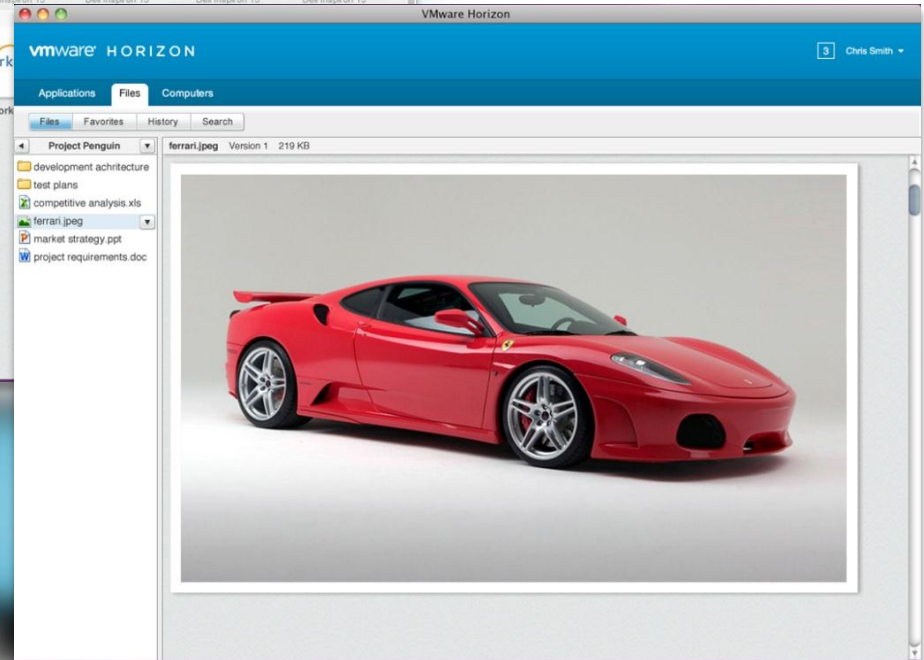 VMware Horizon
vmware HORIZON
3 Chris Smith
Applications Files Computers
Files Favorites History Search
Project Penguin
ferrari.jpeg Version 1 219 KB
development achritecture
test plans
competitive analysis.xls
ferrari.jpeg
market strategy.ppt
project requirements.doc